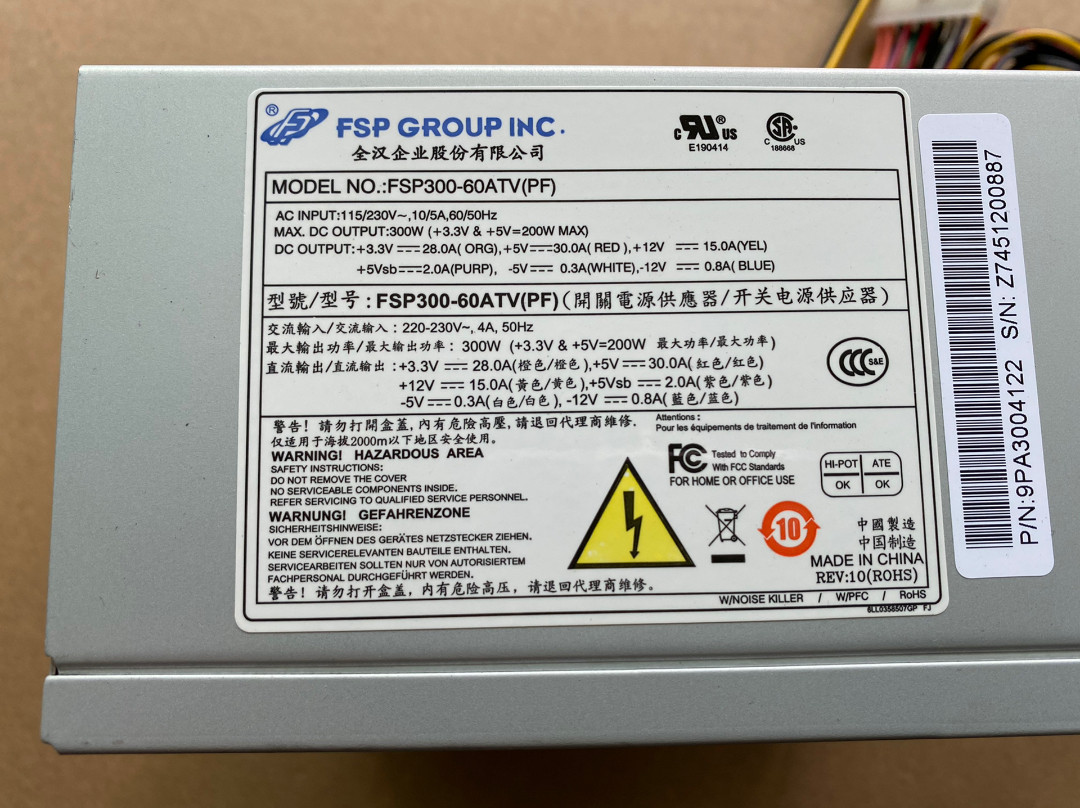 ®
FSP GROUP INC.
全汉企业股份有限公司
c RU ® US
E190414
C SA US
188668
MODEL NO.:FSP300-60ATV(PF)
AC INPUT:115/230V~,10/5A,60/50Hz
MAX. DC OUTPUT:300W (+3.3V & +5V=200W MAX)
DC OUTPUT:+3.3V ⎓ 28.0A( ORG),+5V ⎓ 30.0A( RED ),+12V ⎓ 15.0A(YEL)
+5Vsb ⎓ 2.0A(PURP), -5V ⎓ 0.3A(WHITE),-12V ⎓ 0.8A( BLUE)
型號/型号:FSP300-60ATV(PF)(開關電源供應器/开关电源供应器)
交流輸入/交流输入:220-230V~, 4A, 50Hz
最大輸出功率/最大输出功率: 300W (+3.3V & +5V=200W 最大功率/最大功率)
直流輸出/直流输出:+3.3V ⎓ 28.0A(橙色/橙色),+5V ⎓ 30.0A(紅色/红色)
+12V ⎓ 15.0A(黃色/黄色),+5Vsb ⎓ 2.0A(紫色/紫色)
-5V ⎓ 0.3A(白色/白色), -12V ⎓ 0.8A(藍色/蓝色)
CCC S&E
警告! 請勿打開盒蓋,內有危險高壓,請退回代理商維修.
仅适用于海拔2000m以下地区安全使用。
WARNING! HAZARDOUS AREA
SAFETY INSTRUCTIONS:
DO NOT REMOVE THE COVER
NO SERVICEABLE COMPONENTS INSIDE.
REFER SERVICING TO QUALIFIED SERVICE PERSONNEL.
WARNUNG! GEFAHRENZONE
SICHERHEITSHINWEISE:
VOR DEM ÖFFNEN DES GERÄTES NETZSTECKER ZIEHEN.
KEINE SERVICERELEVANTEN BAUTEILE ENTHALTEN.
SERVICEARBEITEN SOLLTEN NUR VON AUTORISIERTEM
FACHPERSONAL DURCHGEFÜHRT WERDEN.
警告! 请勿打开盒盖,内有危险高压,请退回代理商维修。
Attentions :
Pour les équipements de traitement de l'information
FC Tested to Comply
With FCC Standards
FOR HOME OR OFFICE USE
HI-POT ATE
OK OK
10
中國製造
中国制造
MADE IN CHINA
REV:10(ROHS)
W/NOISE KILLER / W/PFC / RoHS
6LL0358507GP FJ
P/N:9PA3004122 S/N: Z7451200887